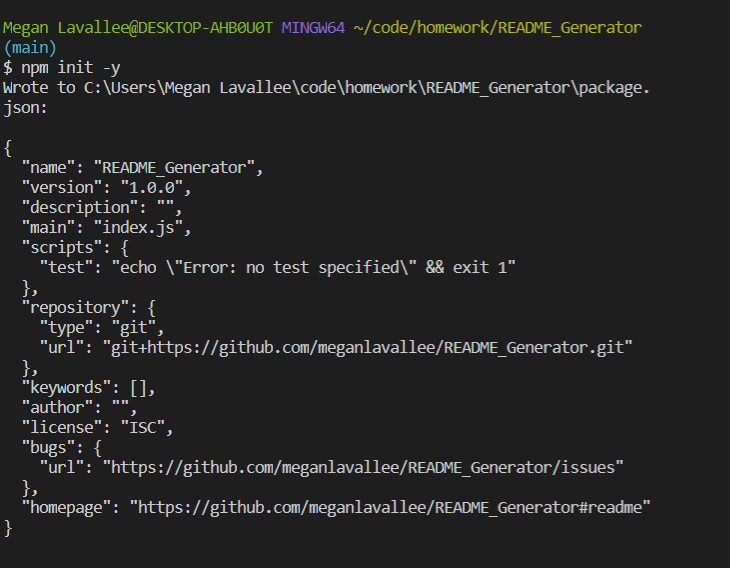 Megan Lavallee@DESKTOP-AHB0U0T MINGW64 ~/code/homework/README_Generator
(main)
$ npm init -y
Wrote to C:\Users\Megan Lavallee\code\homework\README_Generator\package.
json:
{
  "name": "README_Generator",
  "version": "1.0.0",
  "description": "",
  "main": "index.js",
  "scripts": {
    "test": "echo \"Error: no test specified\" && exit 1"
  },
  "repository": {
    "type": "git",
    "url": "git+https://github.com/meganlavallee/README_Generator.git"
  },
  "keywords": [],
  "author": "",
  "license": "ISC",
  "bugs": {
    "url": "https://github.com/meganlavallee/README_Generator/issues"
  },
  "homepage": "https://github.com/meganlavallee/README_Generator#readme"
}